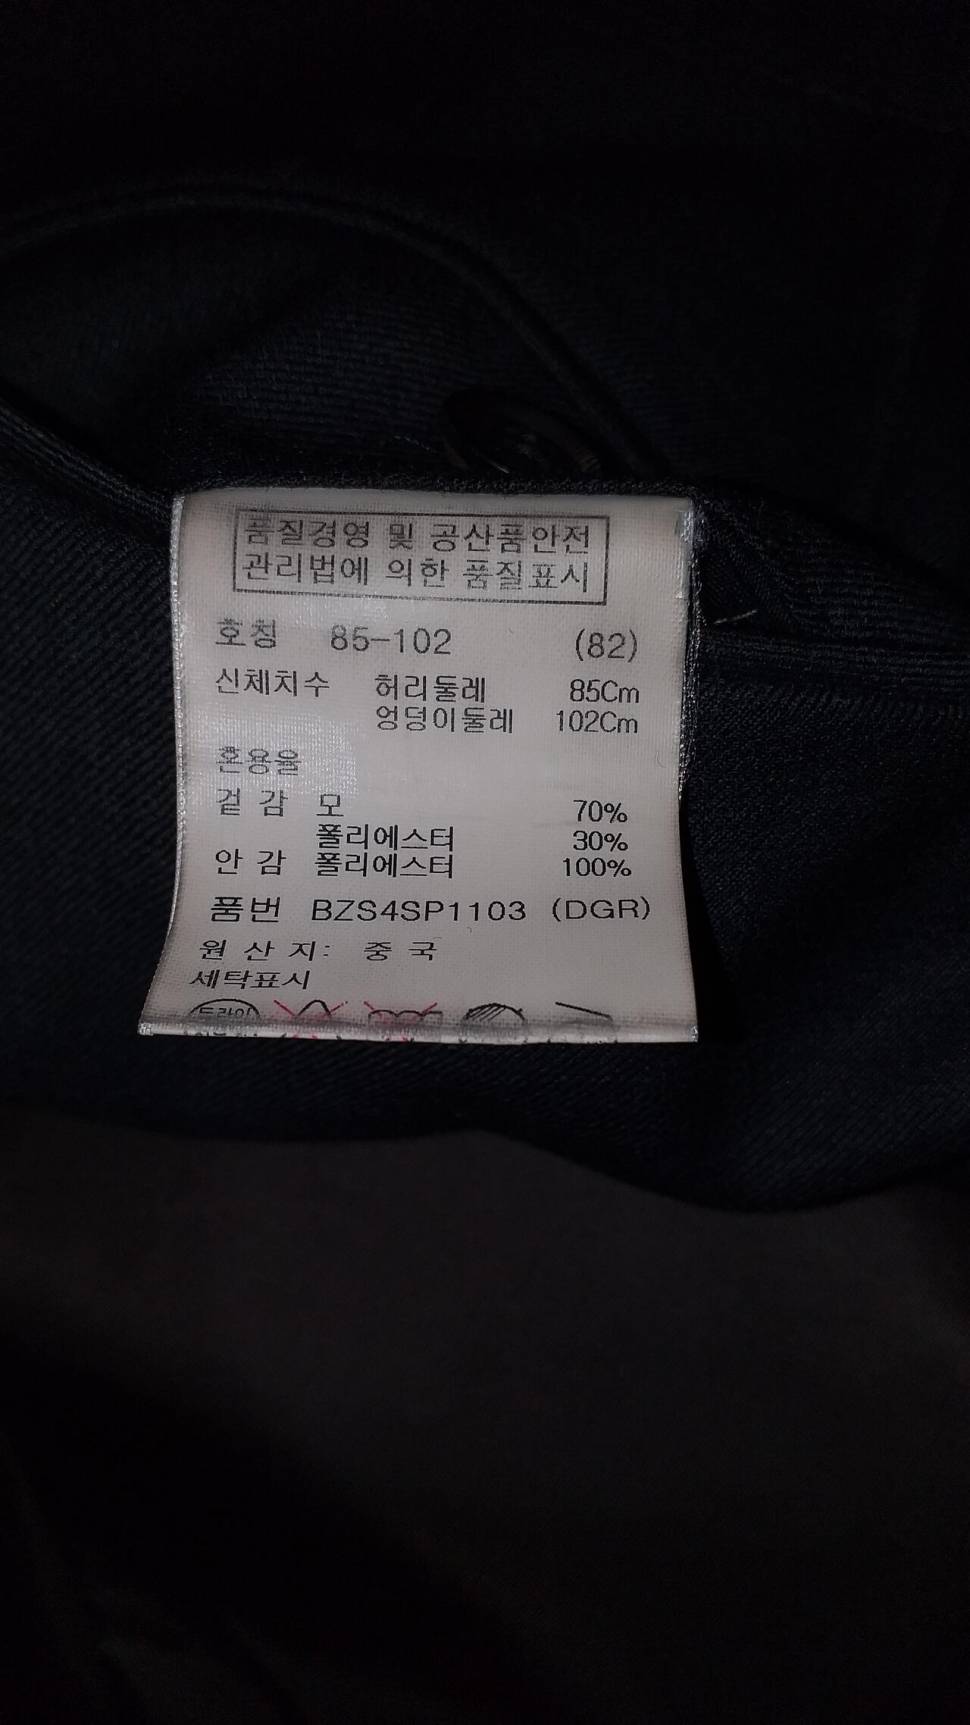 품질경영 및 공산품안전
관리법에 의한 품질표시
호칭 85-102 (82)
신체치수 허리둘레 85Cm
엉덩이둘레 102Cm
혼용율
겉 감 모 70%
폴리에스터 30%
안 감 폴리에스터 100%
품번 BZS4SP1103 (DGR)
원 산 지: 중 국
세탁표시
드라이